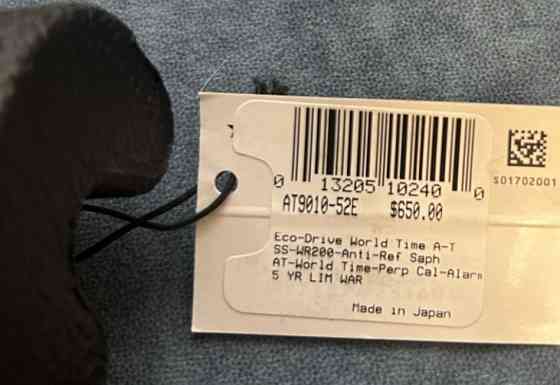 0 13205 10240 0
S01702001
AT9010-52E $650.00
Eco-Drive World Time A-T
SS-WR200-Anti-Ref Saph
AT-World Time-Perp Cal-Alarm
5 YR LIM WAR
Made in Japan